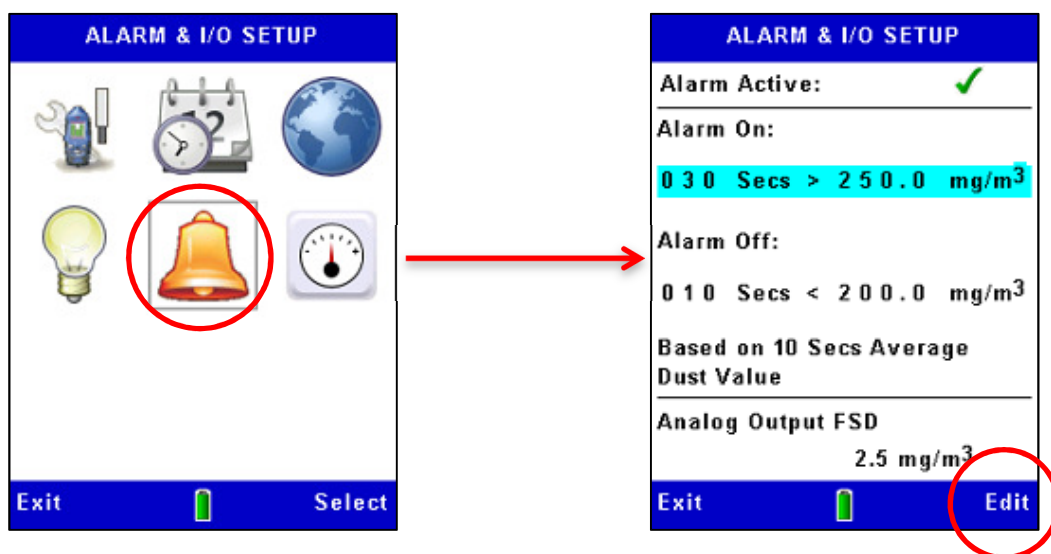 ALARM & I/O SETUP
12
Exit
Select
ALARM & I/O SETUP
Alarm Active:
Alarm On:
0 3 0 Secs > 2 5 0 . 0 mg/m³
Alarm Off:
0 1 0 Secs < 2 0 0 . 0 mg/m³
Based on 10 Secs Average
Dust Value
Analog Output FSD
2.5 mg/m³
Exit
Edit